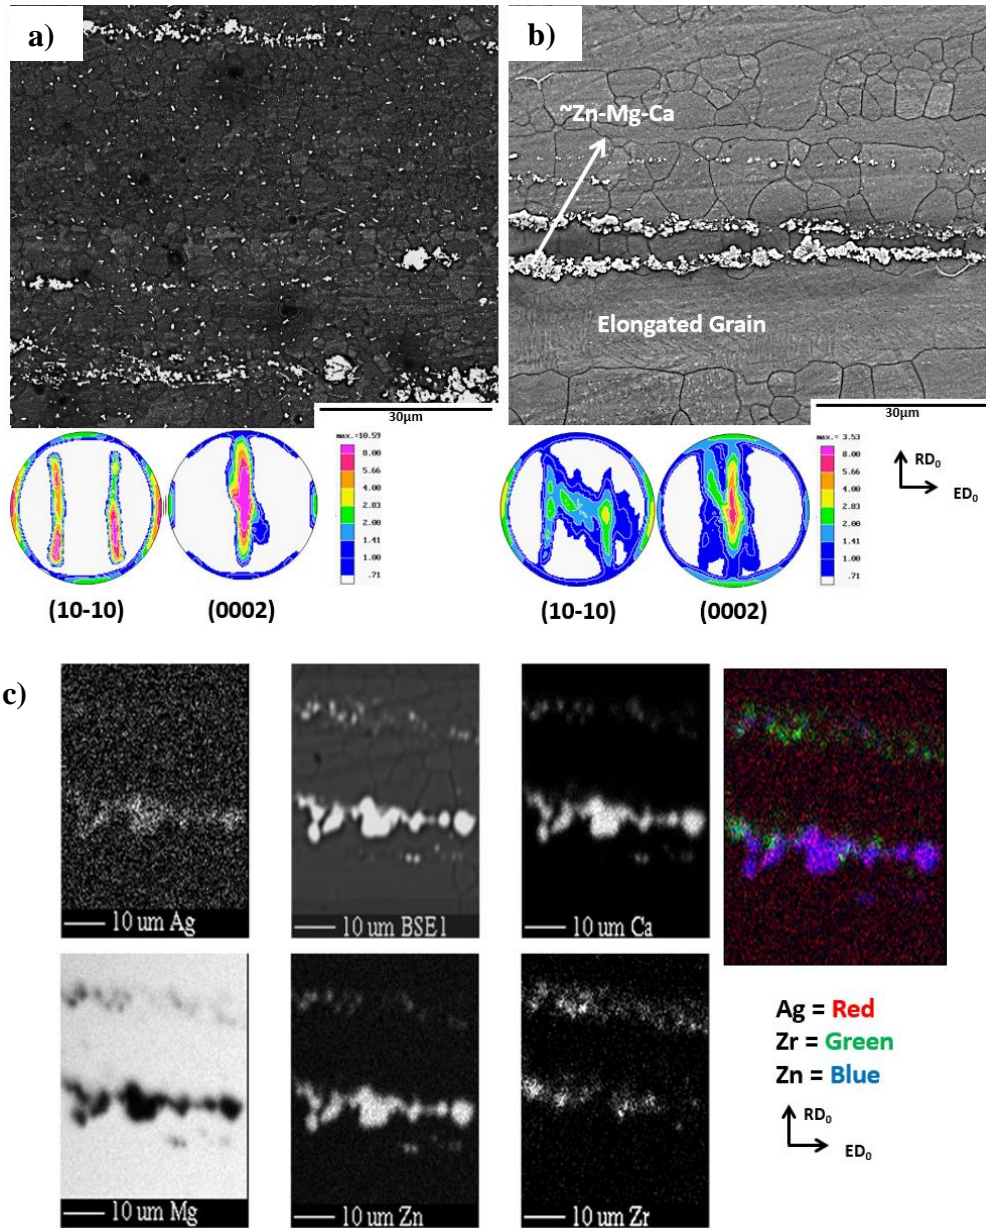 a)
b)
~Zn-Mg-Ca
Elongated Grain
30µm
30µm
max.=10.59
8.00
5.66
4.00
2.83
2.00
1.41
1.00
.71
max.= 3.53
8.00
5.66
4.00
2.83
2.00
1.41
1.00
.71
RD₀
ED₀
(10-10)
(0002)
(10-10)
(0002)
c)
10 um Ag
10 um BSE1
10 um Ca
10 um Mg
10 um Zn
10 um Zr
Ag = Red
Zr = Green
Zn = Blue
RD₀
ED₀